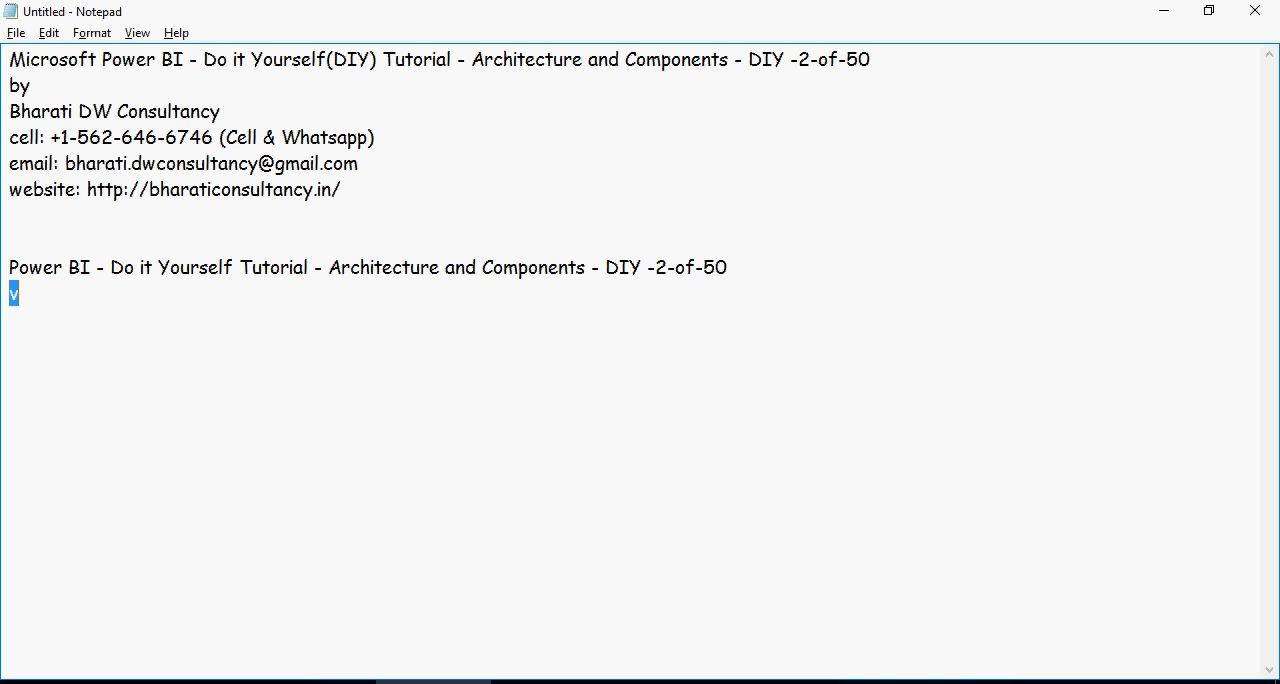 Untitled - Notepad
File Edit Format View Help
Microsoft Power BI - Do it Yourself(DIY) Tutorial - Architecture and Components - DIY -2-of-50
by
Bharati DW Consultancy
cell: +1-562-646-6746 (Cell & Whatsapp)
email: bharati.dwconsultancy@gmail.com
website: http://bharaticonsultancy.in/
Power BI - Do it Yourself Tutorial - Architecture and Components - DIY -2-of-50
v